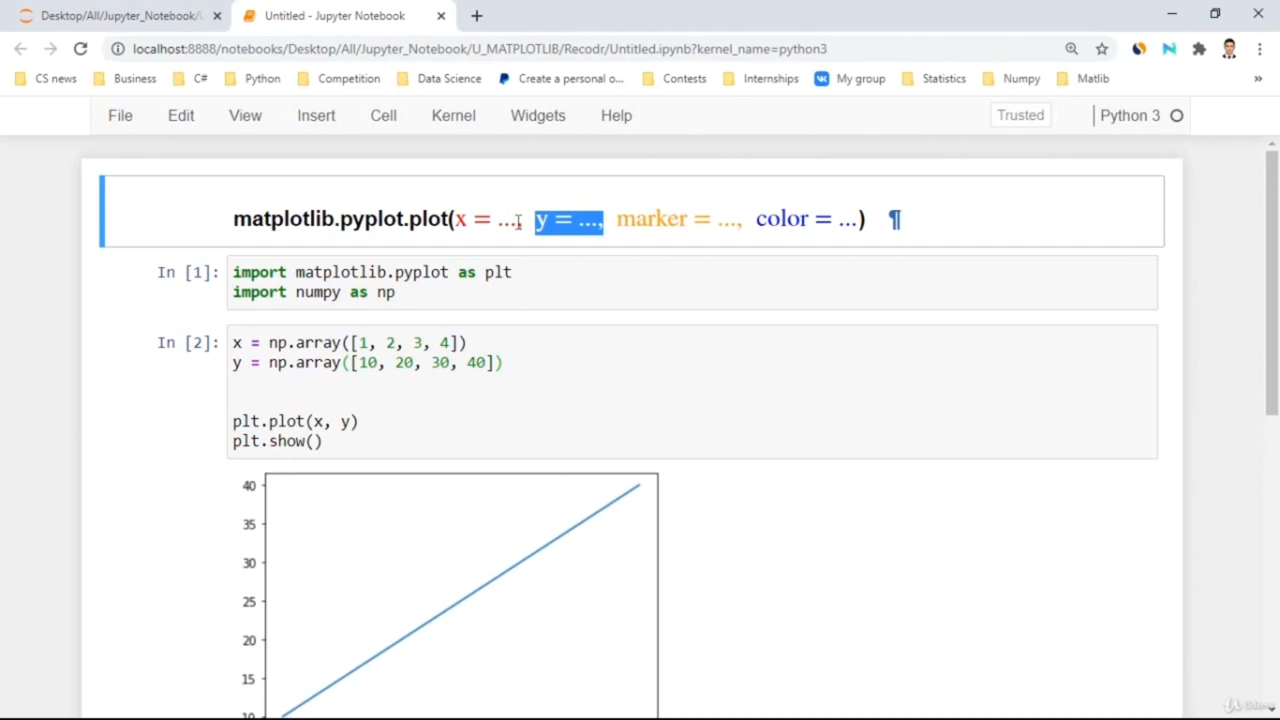 Desktop/All/Jupyter_Notebook/
Untitled - Jupyter Notebook
localhost:8888/notebooks/Desktop/All/Jupyter_Notebook/U_MATPLOTLIB/Recodr/Untitled.ipynb?kernel_name=python3
CS news Business C# Python Competition Data Science Create a personal o... Contests Internships My group Statistics Numpy Matlib »
File Edit View Insert Cell Kernel Widgets Help Trusted Python 3
matplotlib.pyplot.plot(x = ..., y = ..., marker = ..., color = ...) ¶
In [1]: import matplotlib.pyplot as plt
import numpy as np
In [2]: x = np.array([1, 2, 3, 4])
y = np.array([10, 20, 30, 40])
plt.plot(x, y)
plt.show()
40
35
30
25
20
15
10
Udemy